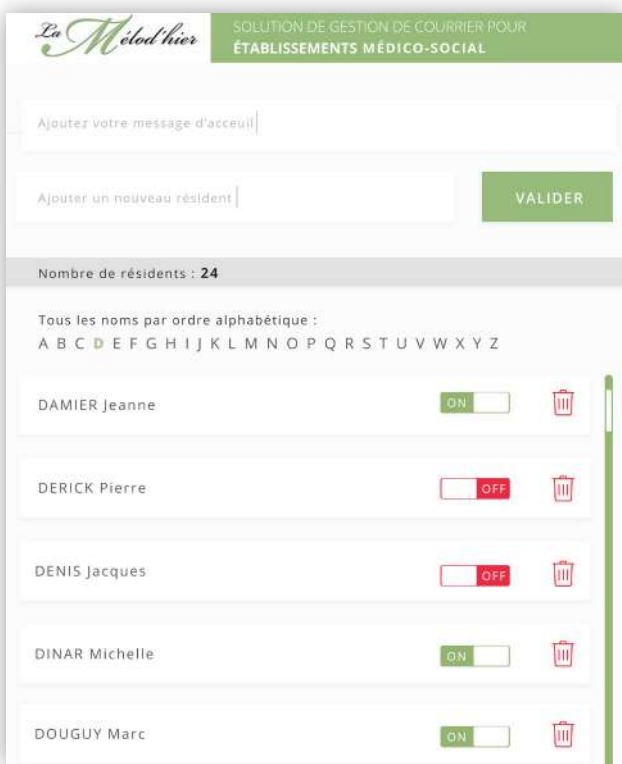 La Mélod'hier
SOLUTION DE GESTION DE COURRIER POUR
ÉTABLISSEMENTS MÉDICO-SOCIAL
Ajoutez votre message d'acceuil
Ajouter un nouveau résident
VALIDER
Nombre de résidents : 24
Tous les noms par ordre alphabétique :
A B C D E F G H I J K L M N O P Q R S T U V W X Y Z
DAMIER Jeanne ON
DERICK Pierre OFF
DENIS Jacques OFF
DINAR Michelle ON
DOUGUY Marc ON